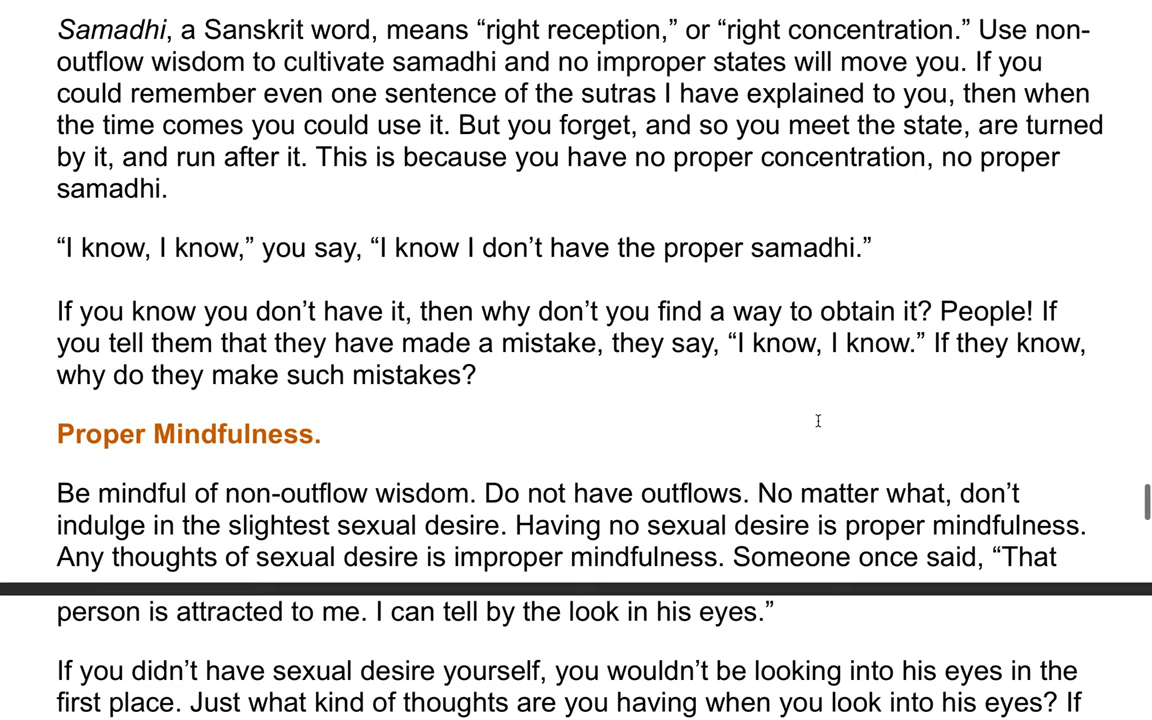 Samadhi, a Sanskrit word, means “right reception,” or “right concentration.” Use non-
outflow wisdom to cultivate samadhi and no improper states will move you. If you
could remember even one sentence of the sutras I have explained to you, then when
the time comes you could use it. But you forget, and so you meet the state, are turned
by it, and run after it. This is because you have no proper concentration, no proper
samadhi.
“I know, I know,” you say, “I know I don’t have the proper samadhi.”
If you know you don’t have it, then why don’t you find a way to obtain it? People! If
you tell them that they have made a mistake, they say, “I know, I know.” If they know,
why do they make such mistakes?
Proper Mindfulness.
Be mindful of non-outflow wisdom. Do not have outflows. No matter what, don’t
indulge in the slightest sexual desire. Having no sexual desire is proper mindfulness.
Any thoughts of sexual desire is improper mindfulness. Someone once said, “That
person is attracted to me. I can tell by the look in his eyes.”
If you didn’t have sexual desire yourself, you wouldn’t be looking into his eyes in the
first place. Just what kind of thoughts are you having when you look into his eyes? If